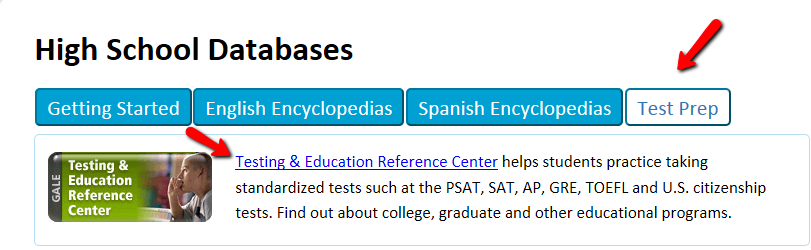 High School Databases
Getting Started English Encyclopedias Spanish Encyclopedias Test Prep
GALE
Testing &
Education
Reference
Center
Testing & Education Reference Center helps students practice taking
standardized tests such at the PSAT, SAT, AP, GRE, TOEFL and U.S. citizenship
tests. Find out about college, graduate and other educational programs.